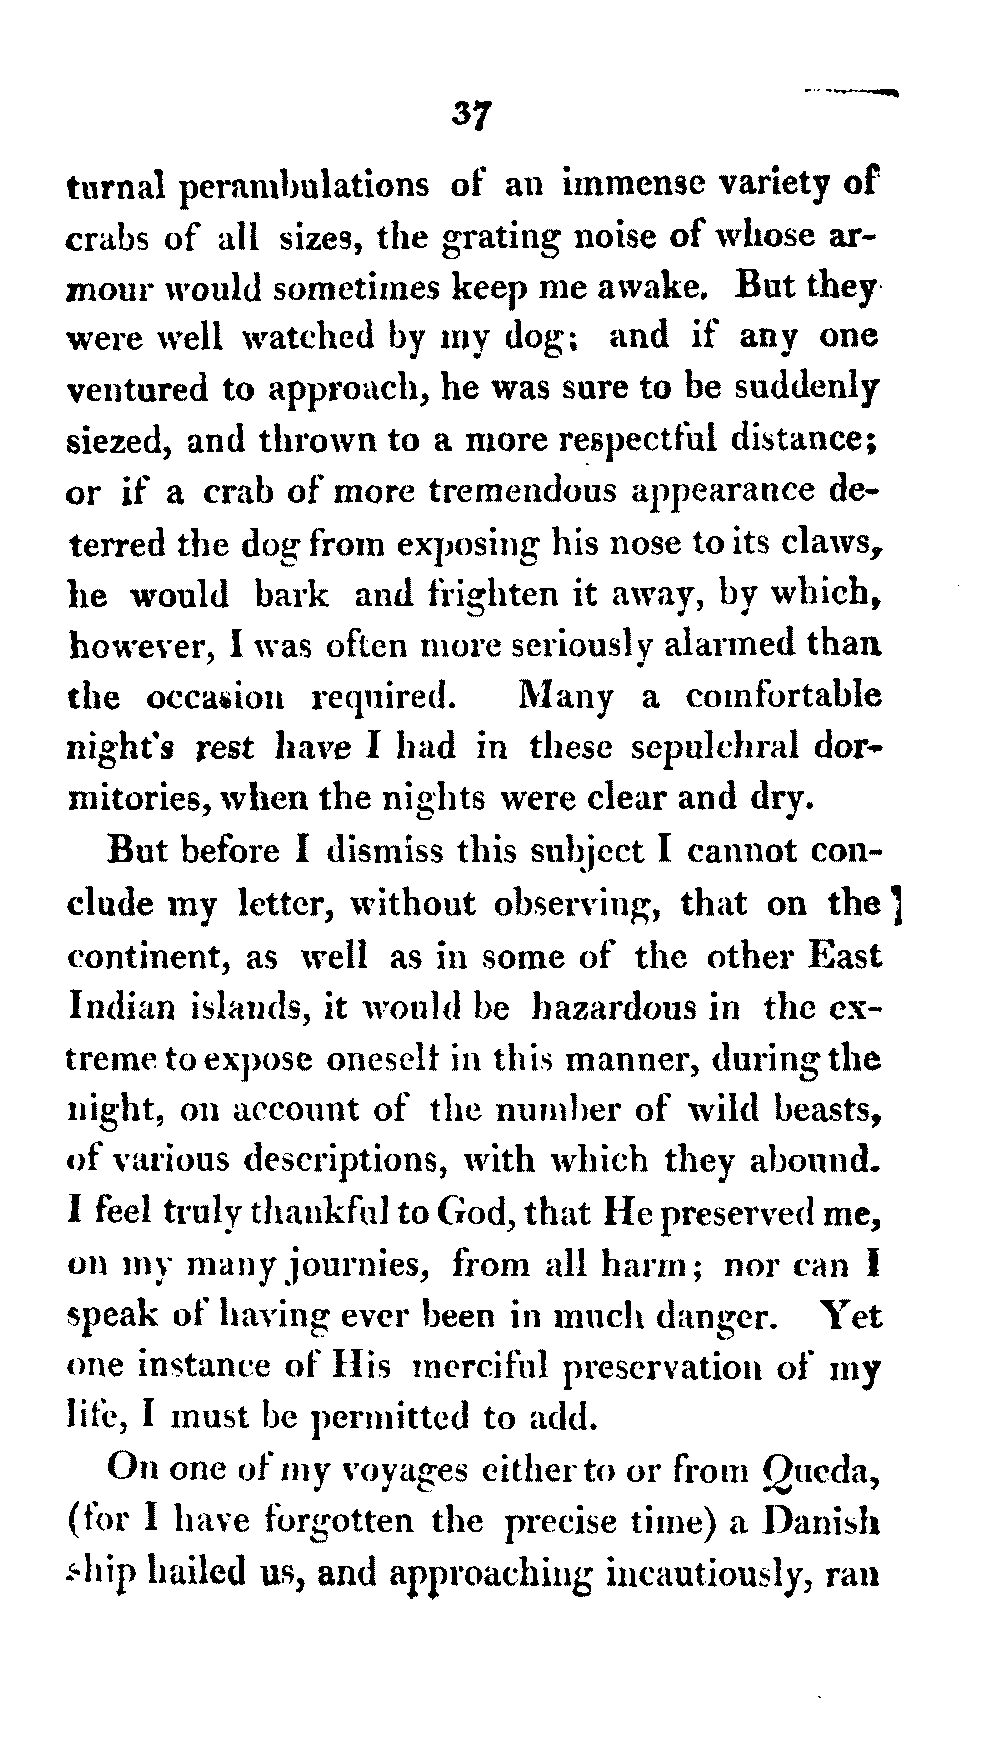 37
turnal perambulations of an immense variety of
crabs of all sizes, the grating noise of whose ar-
mour would sometimes keep me awake. But they
were well watched by my dog; and if any one
ventured to approach, he was sure to be suddenly
siezed, and thrown to a more respectful distance;
or if a crab of more tremendous appearance de-
terred the dog from exposing his nose to its claws,
he would bark and frighten it away, by which,
however, I was often more seriously alarmed than
the occasion required. Many a comfortable
night's rest have I had in these sepulchral dor-
mitories, when the nights were clear and dry.
But before I dismiss this subject I cannot con-
clude my letter, without observing, that on the]
continent, as well as in some of the other East
Indian islands, it would be hazardous in the ex-
treme to expose oneself in this manner, during the
night, on account of the number of wild beasts,
of various descriptions, with which they abound.
I feel truly thankful to God, that He preserved me,
on my many journies, from all harm; nor can I
speak of having ever been in much danger. Yet
one instance of His merciful preservation of my
life, I must be permitted to add.
On one of my voyages either to or from Queda,
(for I have forgotten the precise time) a Danish
ship hailed us, and approaching incautiously, ran